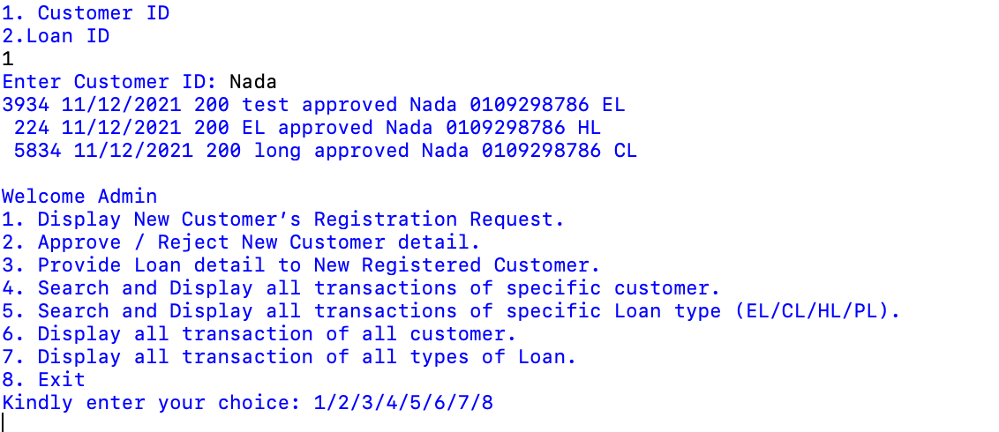 1. Customer ID
2.Loan ID
1
Enter Customer ID: Nada
3934 11/12/2021 200 test approved Nada 0109298786 EL
224 11/12/2021 200 EL approved Nada 0109298786 HL
5834 11/12/2021 200 long approved Nada 0109298786 CL
Welcome Admin
1. Display New Customer’s Registration Request.
2. Approve / Reject New Customer detail.
3. Provide Loan detail to New Registered Customer.
4. Search and Display all transactions of specific customer.
5. Search and Display all transactions of specific Loan type (EL/CL/HL/PL).
6. Display all transaction of all customer.
7. Display all transaction of all types of Loan.
8. Exit
Kindly enter your choice: 1/2/3/4/5/6/7/8